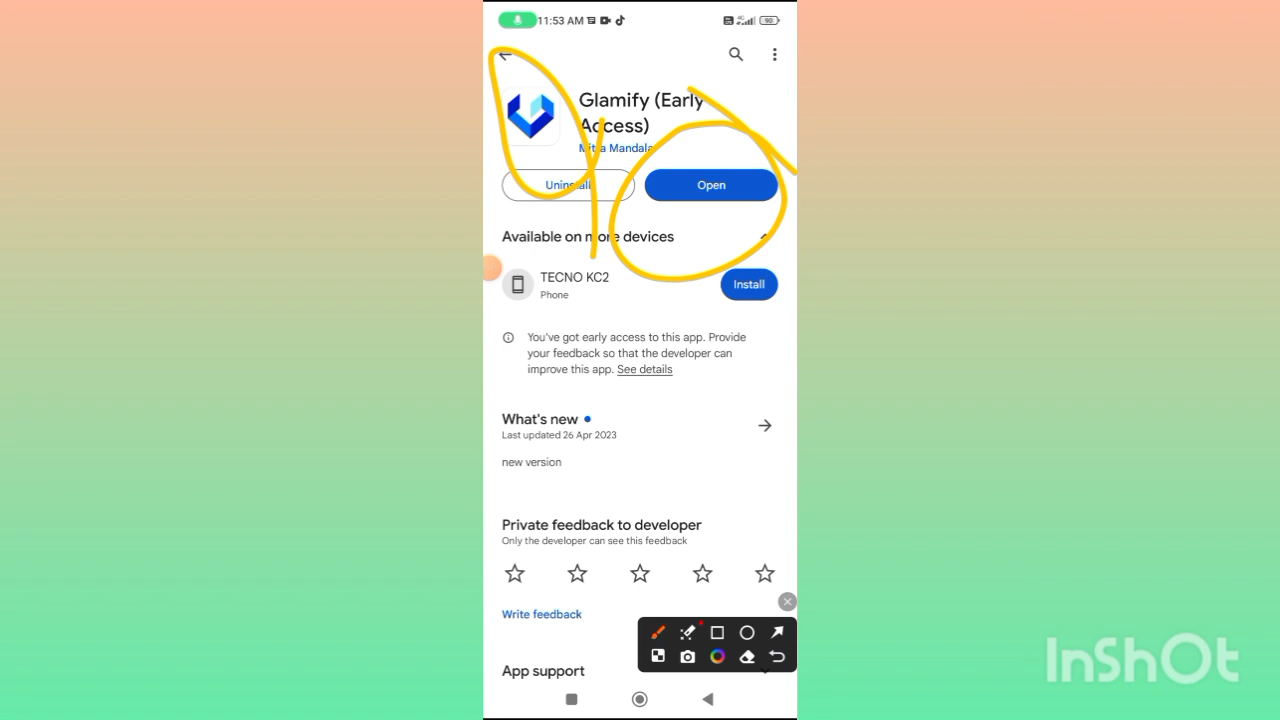 11:53 AM
90
Glamify (Early
Access)
Mitra Mandala
Uninstall
Open
Available on more devices
TECNO KC2
Phone
Install
You've got early access to this app. Provide
your feedback so that the developer can
improve this app. See details
What's new
Last updated 26 Apr 2023
new version
Private feedback to developer
Only the developer can see this feedback
Write feedback
App support
InShOt